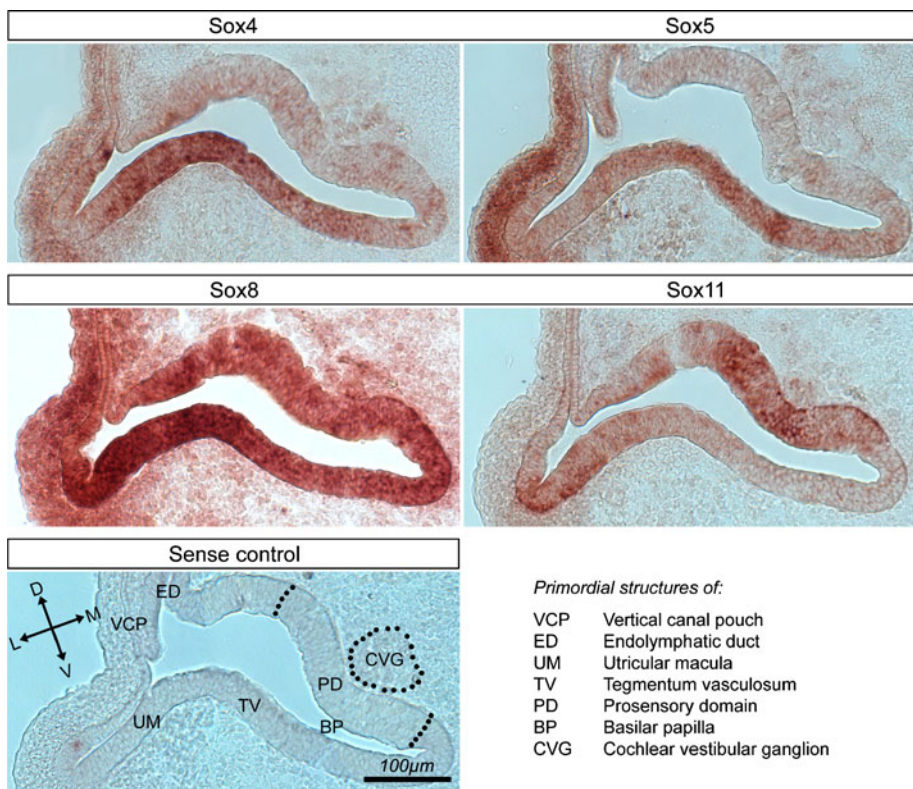 Sox4
Sox5
Sox8
Sox11
Sense control
D
M
L
V
VCP
ED
CVG
PD
TV
UM
BP
100µm
Primordial structures of:
VCP Vertical canal pouch
ED Endolymphatic duct
UM Utricular macula
TV Tegmentum vasculosum
PD Prosensory domain
BP Basilar papilla
CVG Cochlear vestibular ganglion